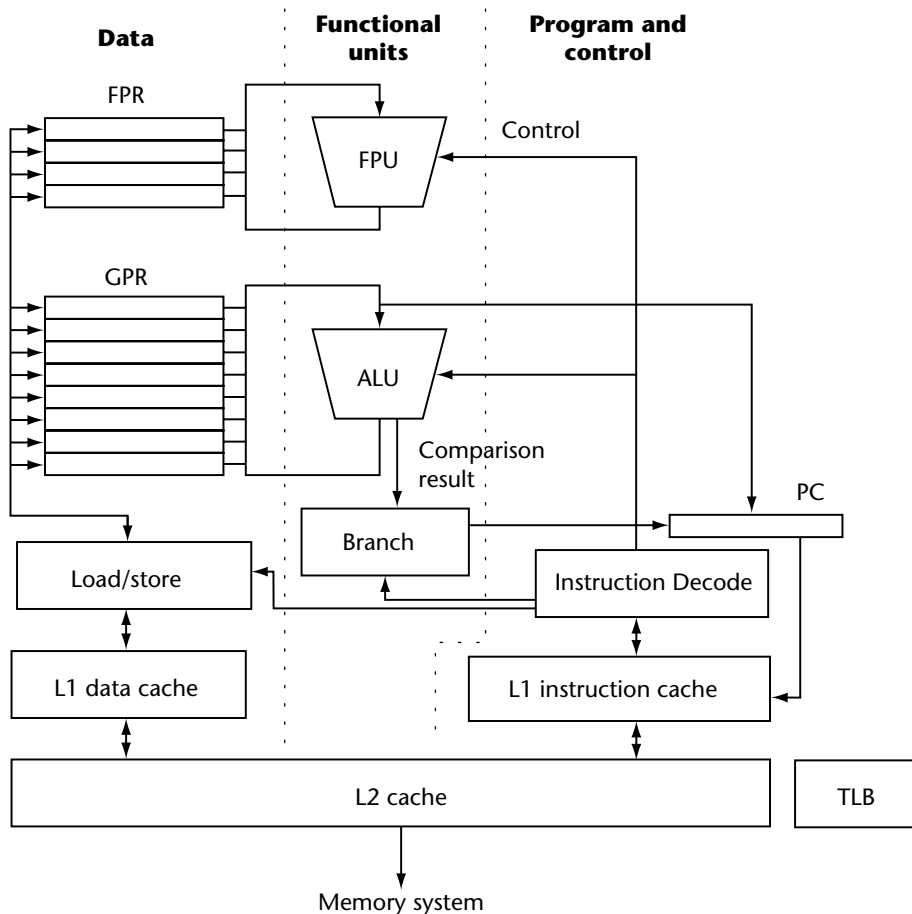 Data
Functional
units
Program and
control
FPR
Control
FPU
GPR
ALU
Comparison
result
PC
Branch
Load/store
Instruction Decode
L1 data cache
L1 instruction cache
L2 cache
TLB
Memory system